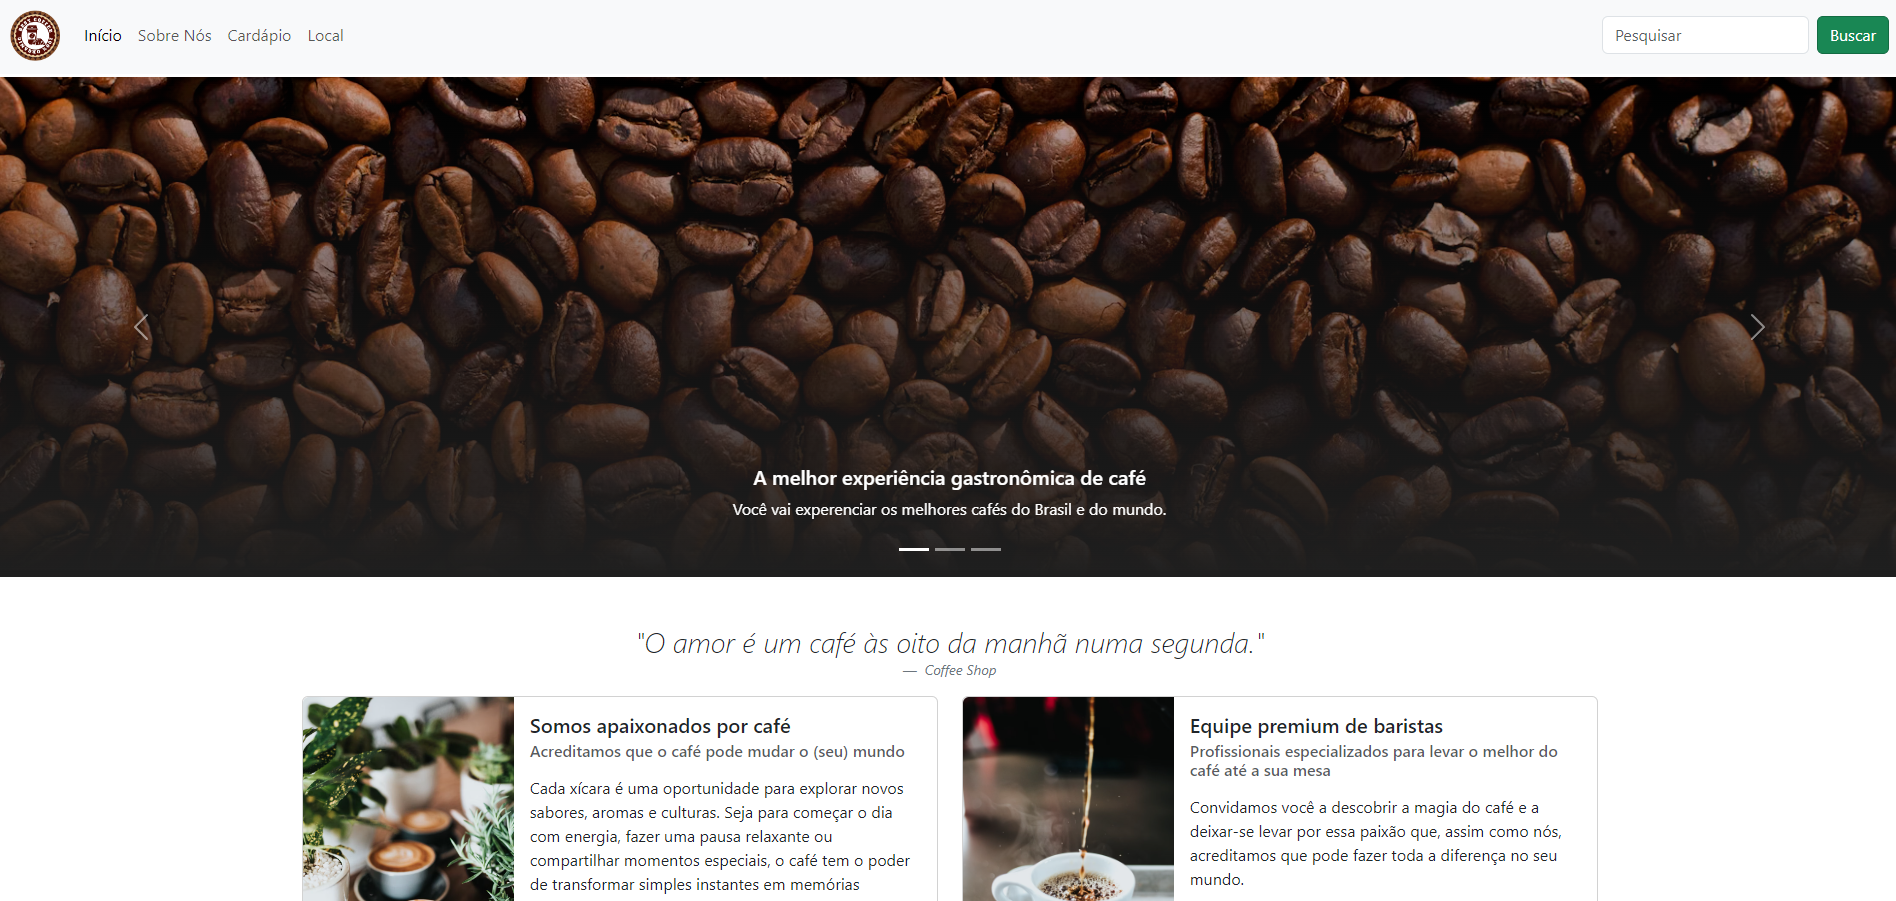 Início Sobre Nós Cardápio Local Pesquisar Buscar
A melhor experiência gastronômica de café
Você vai experenciar os melhores cafés do Brasil e do mundo.
"O amor é um café às oito da manhã numa segunda."
— Coffee Shop
Somos apaixonados por café
Acreditamos que o café pode mudar o (seu) mundo
Cada xícara é uma oportunidade para explorar novos
sabores, aromas e culturas. Seja para começar o dia
com energia, fazer uma pausa relaxante ou
compartilhar momentos especiais, o café tem o poder
de transformar simples instantes em memórias
Equipe premium de baristas
Profissionais especializados para levar o melhor do
café até a sua mesa
Convidamos você a descobrir a magia do café e a
deixar-se levar por essa paixão que, assim como nós,
acreditamos que pode fazer toda a diferença no seu
mundo.